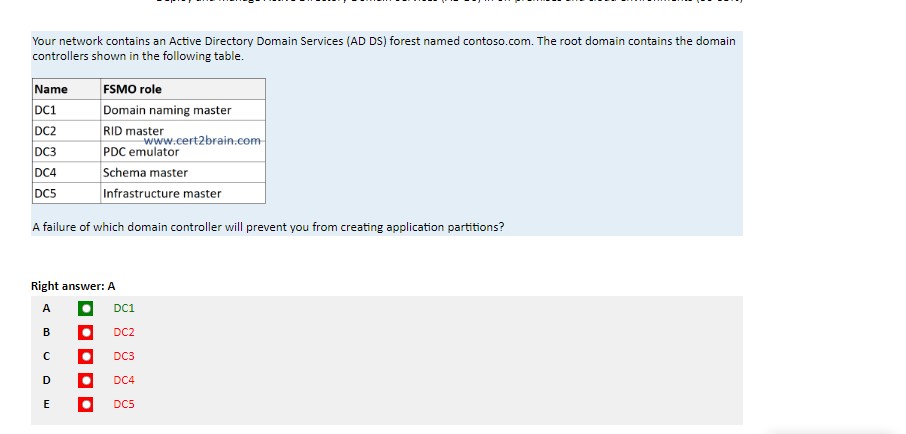 Your network contains an Active Directory Domain Services (AD DS) forest named contoso.com. The root domain contains the domain
controllers shown in the following table.
Name FSMO role
DC1 Domain naming master
DC2 RID master
www.cert2brain.com
DC3 PDC emulator
DC4 Schema master
DC5 Infrastructure master
A failure of which domain controller will prevent you from creating application partitions?
Right answer: A
A DC1
B DC2
C DC3
D DC4
E DC5